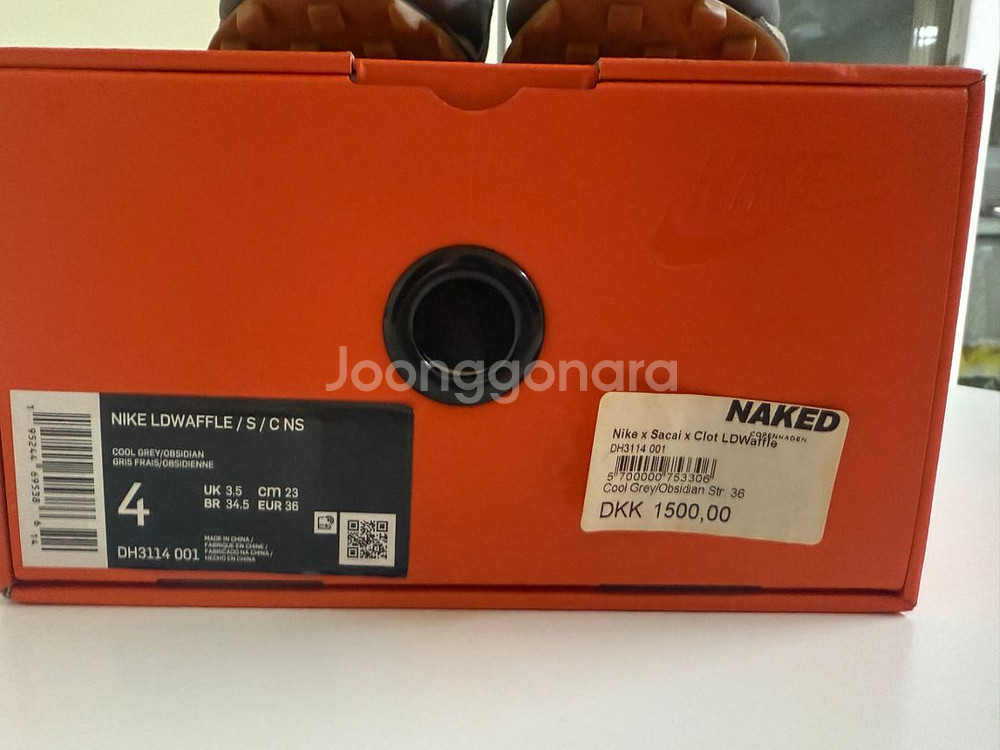 NIKE
Joonggonara
NIKE LDWAFFLE / S / C NS
COOL GREY/OBSIDIAN
GRIS FRAIS/OBSIDIENNE
4
UK 3.5 CM 23
BR 34.5 EUR 36
DH3114 001
MADE IN CHINA /
FABRIQUE EN CHINE /
FABRICADO NA CHINA /
HECHO EN CHINA
NAKED
COPENHAGEN
Nike x Sacai x Clot LDWaffle
DH3114 001
5 700000 753306
Cool Grey/Obsidian Str. 36
DKK 1500,00